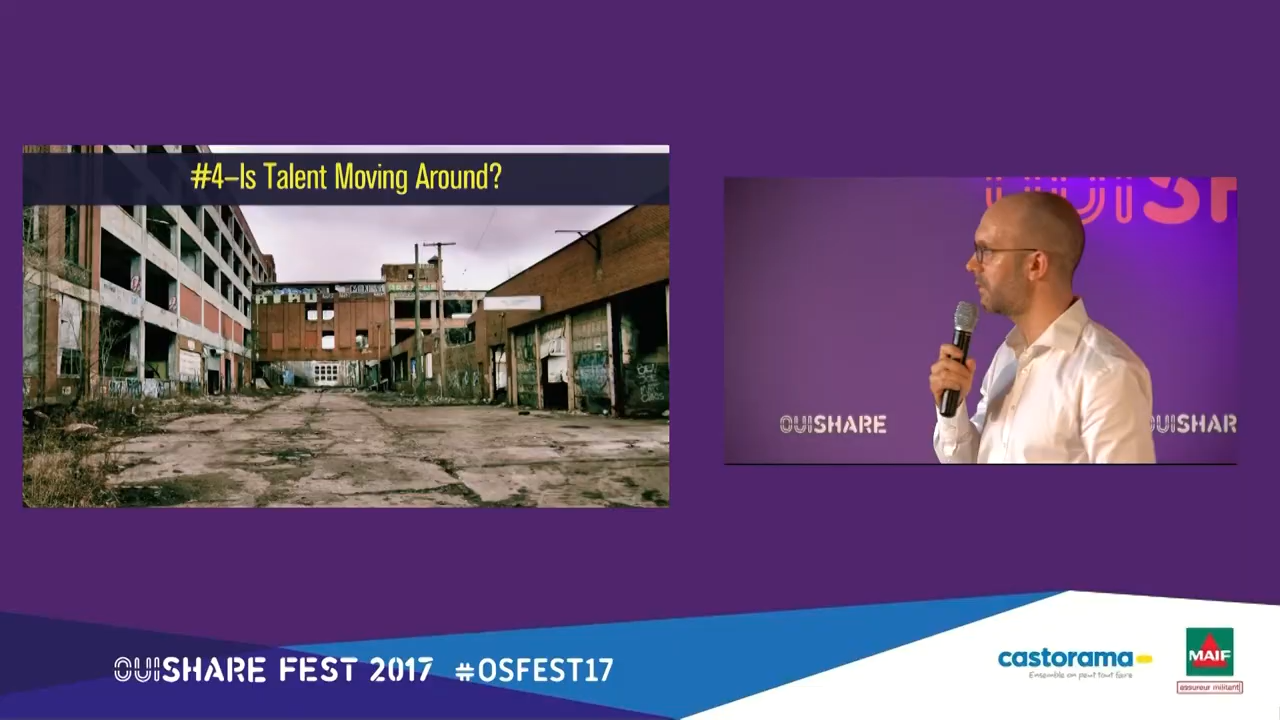 #4–Is Talent Moving Around?
OUISH
OUISHARE
OUISHAR
OUISHARE FEST 2017 #OSFEST17
castorama
Ensemble on peut tout faire
MAIF
assureur militant